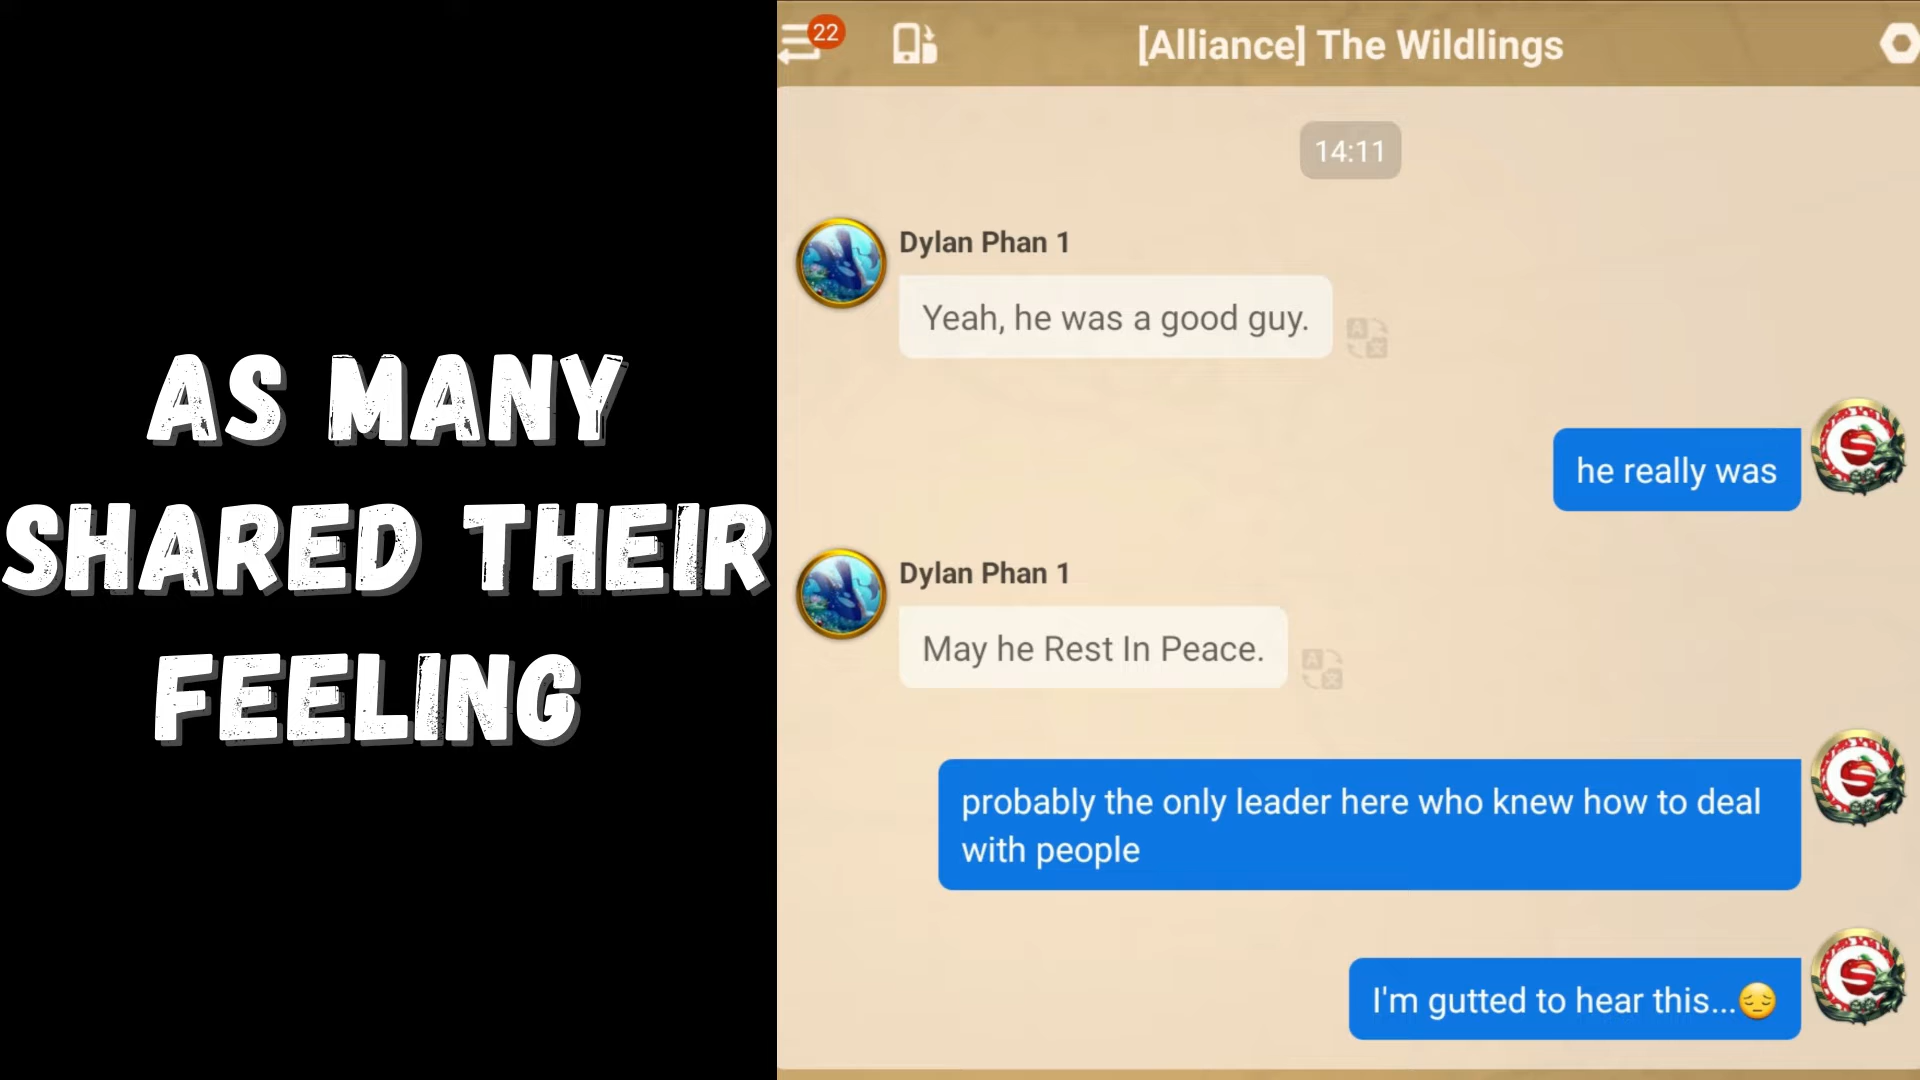 AS MANY
SHARED THEIR
FEELING
22
[Alliance] The Wildlings
14:11
Dylan Phan 1
Yeah, he was a good guy.
he really was
Dylan Phan 1
May he Rest In Peace.
probably the only leader here who knew how to deal
with people
I'm gutted to hear this...😔